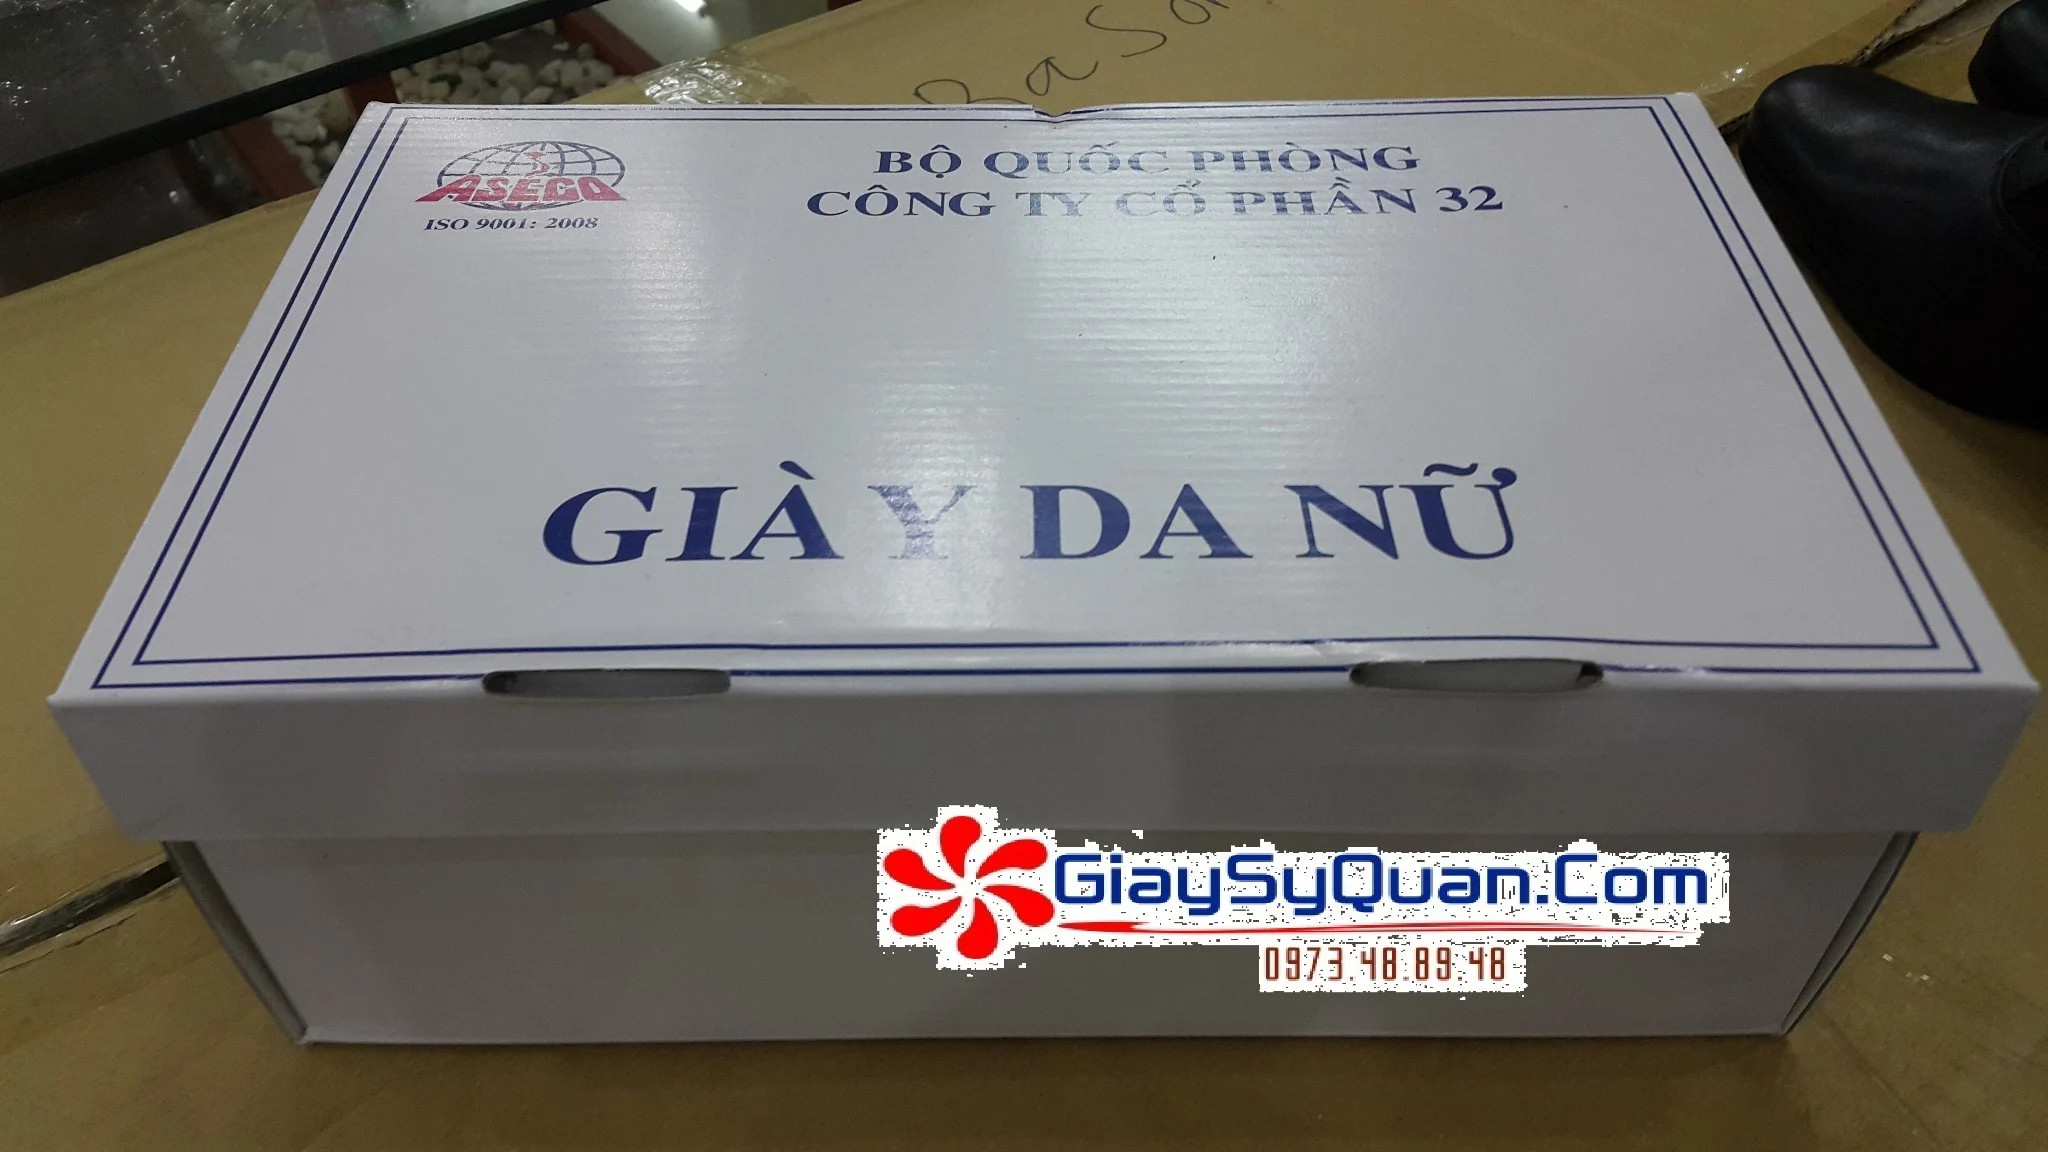 BaSon
ASECO
ISO 9001: 2008
BỘ QUỐC PHÒNG
CÔNG TY CỔ PHẦN 32
GIÀY DA NỮ
GiaySyQuan.Com
0973.48.89.48